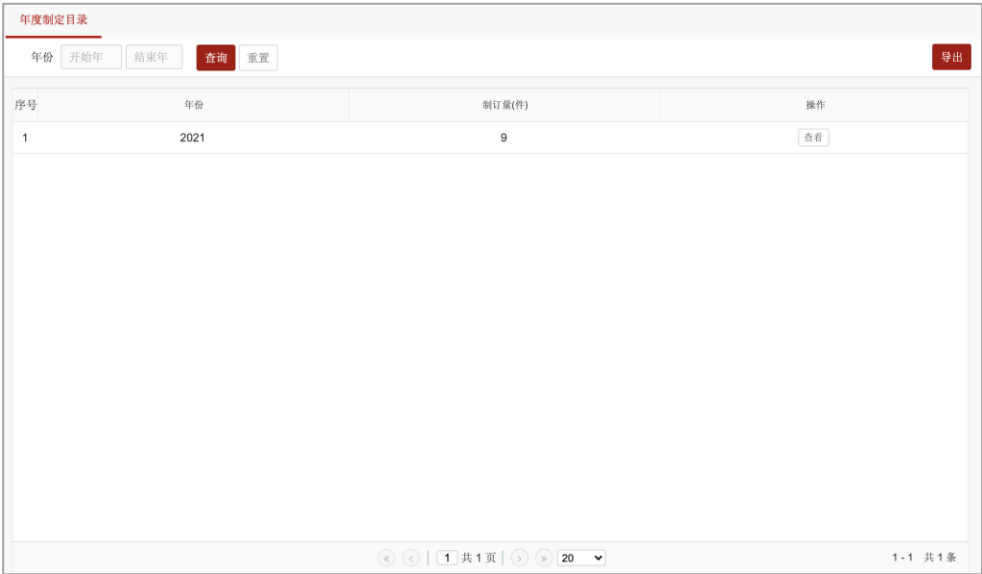 年度制定目录
年份 开始年 结束年 查询 重置 导出
序号 年份 制订量(件) 操作
1 2021 9 查看
« ‹ 1 共 1 页 › » 20 1 - 1 共 1 条